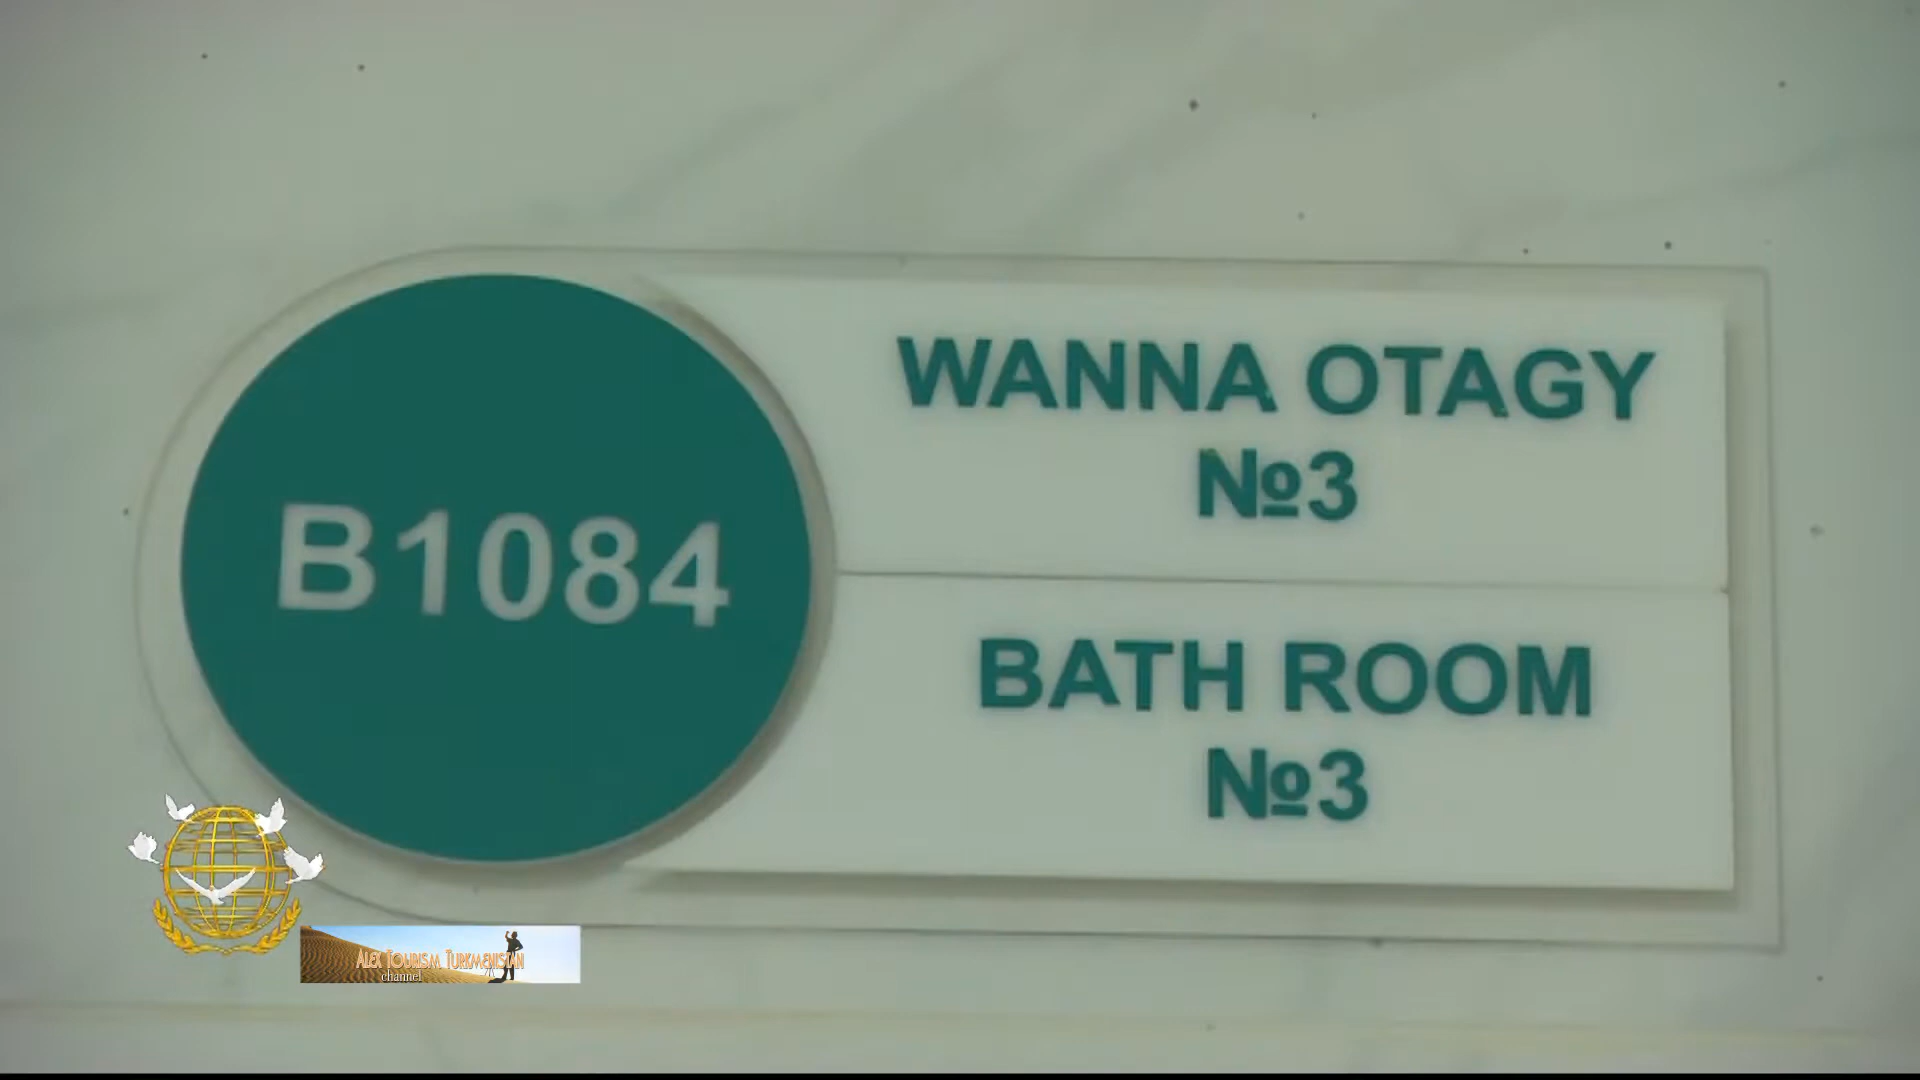 B1084
WANNA OTAGY
№3
BATH ROOM
№3
ALEX TOURISM TURKMENISTAN
channel